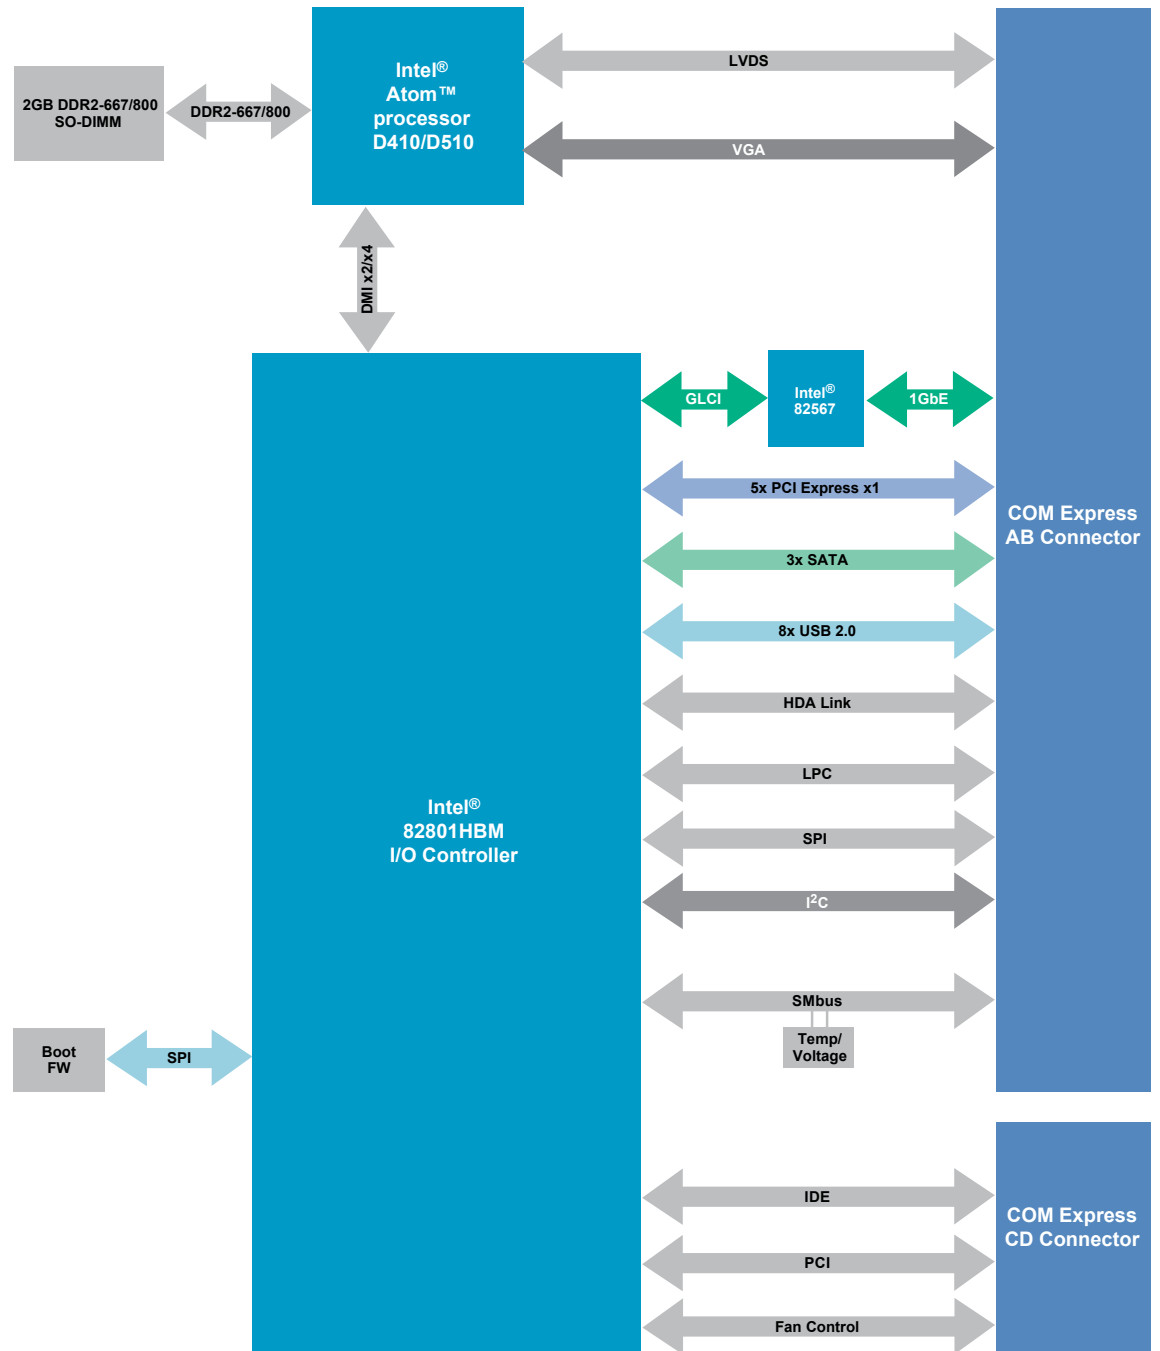 Intel®
Atom™
processor
D410/D510
2GB DDR2-667/800
SO-DIMM
DDR2-667/800
LVDS
VGA
DMI x2/x4
GLCI
Intel®
82567
1GbE
5x PCI Express x1
3x SATA
8x USB 2.0
HDA Link
LPC
SPI
I²C
SMbus
Temp/
Voltage
COM Express
AB Connector
Intel®
82801HBM
I/O Controller
Boot
FW
SPI
IDE
PCI
Fan Control
COM Express
CD Connector